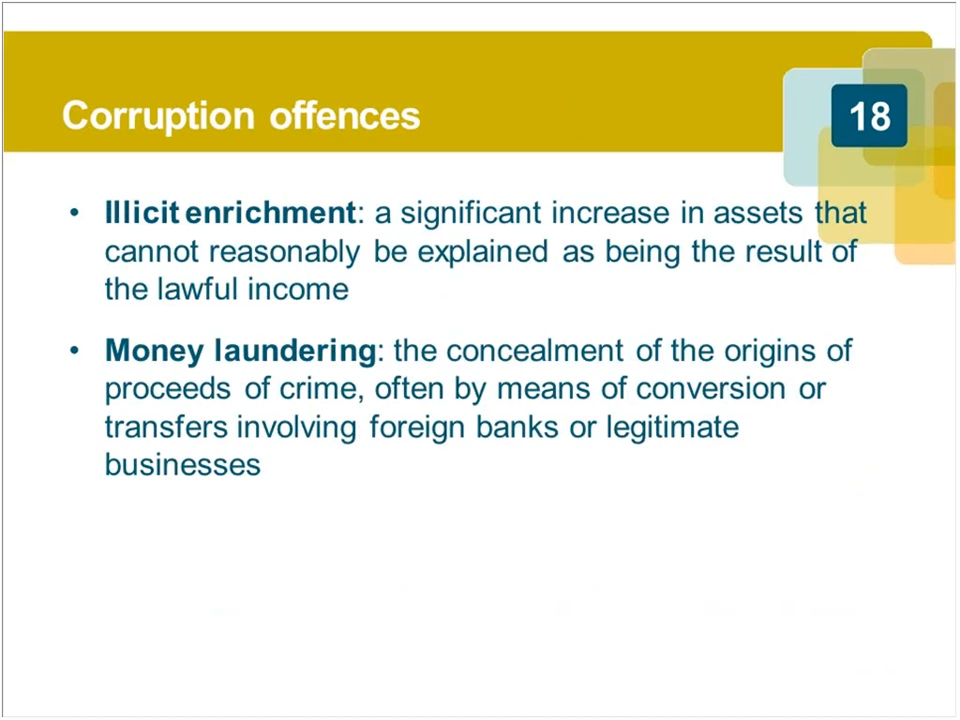 Corruption offences
18
• Illicit enrichment: a significant increase in assets that
cannot reasonably be explained as being the result of
the lawful income
• Money laundering: the concealment of the origins of
proceeds of crime, often by means of conversion or
transfers involving foreign banks or legitimate
businesses